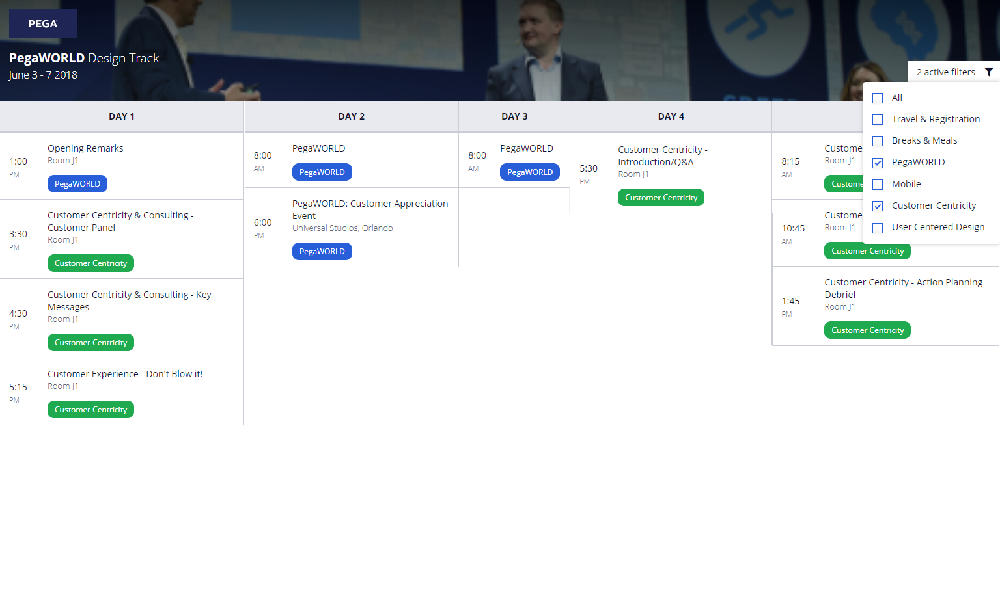 PEGA
PegaWORLD Design Track
June 3 - 7 2018
2 active filters
All
Travel & Registration
Breaks & Meals
PegaWORLD
Mobile
Customer Centricity
User Centered Design
DAY 1
1:00
PM
Opening Remarks
Room J1
PegaWORLD
3:30
PM
Customer Centricity & Consulting -
Customer Panel
Room J1
Customer Centricity
4:30
PM
Customer Centricity & Consulting - Key
Messages
Room J1
Customer Centricity
5:15
PM
Customer Experience - Don't Blow it!
Room J1
Customer Centricity
DAY 2
8:00
AM
PegaWORLD
PegaWORLD
6:00
PM
PegaWORLD: Customer Appreciation
Event
Universal Studios, Orlando
PegaWORLD
DAY 3
8:00
AM
PegaWORLD
PegaWORLD
DAY 4
5:30
PM
Customer Centricity -
Introduction/Q&A
Room J1
Customer Centricity
8:15
AM
Custome
Room J1
Custome
10:45
AM
Custome
Room J1
Customer Centricity
1:45
PM
Customer Centricity - Action Planning
Debrief
Room J1
Customer Centricity